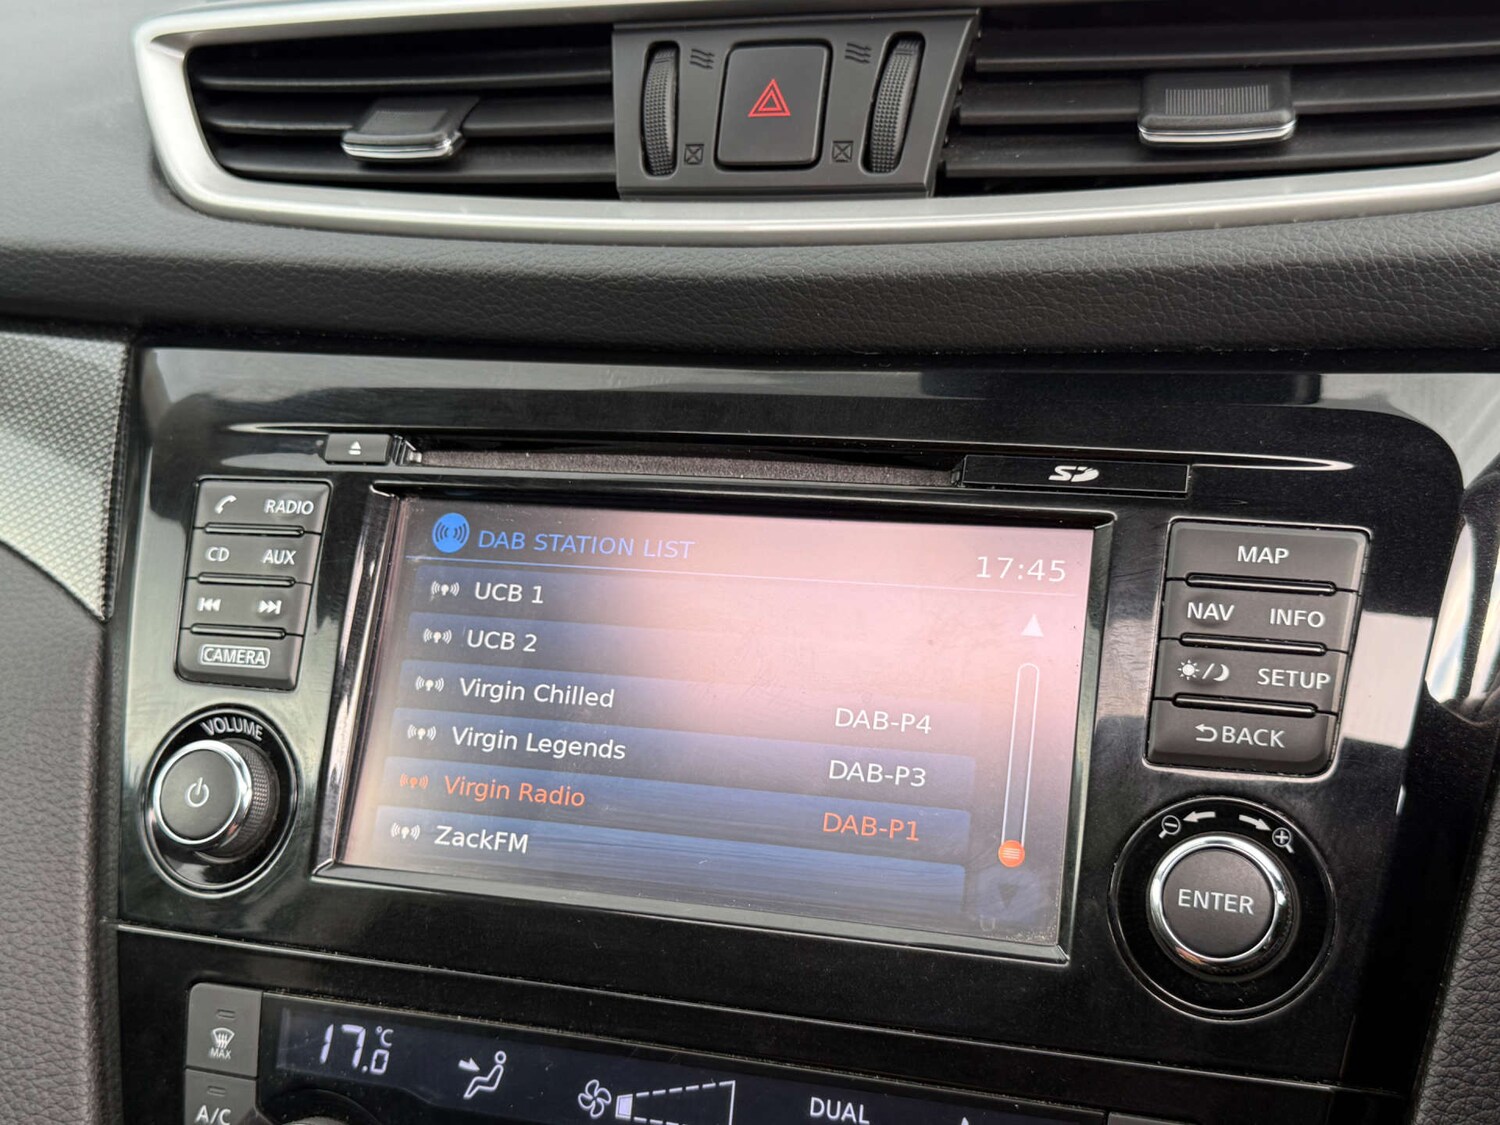 SD
RADIO
CD AUX
CAMERA
VOLUME
DAB STATION LIST
17:45
UCB 1
UCB 2
Virgin Chilled DAB-P4
Virgin Legends DAB-P3
Virgin Radio DAB-P1
ZackFM
MAP
NAV INFO
SETUP
BACK
ENTER
MAX
17.0 °C
A/C
DUAL